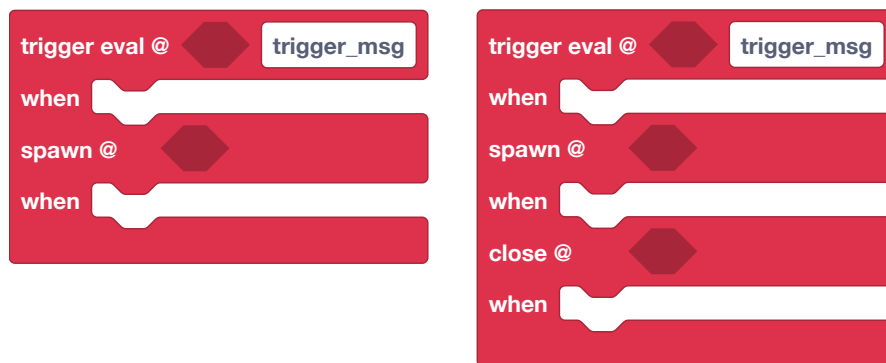 trigger eval @ trigger_msg
when
spawn @
when
trigger eval @ trigger_msg
when
spawn @
when
close @
when